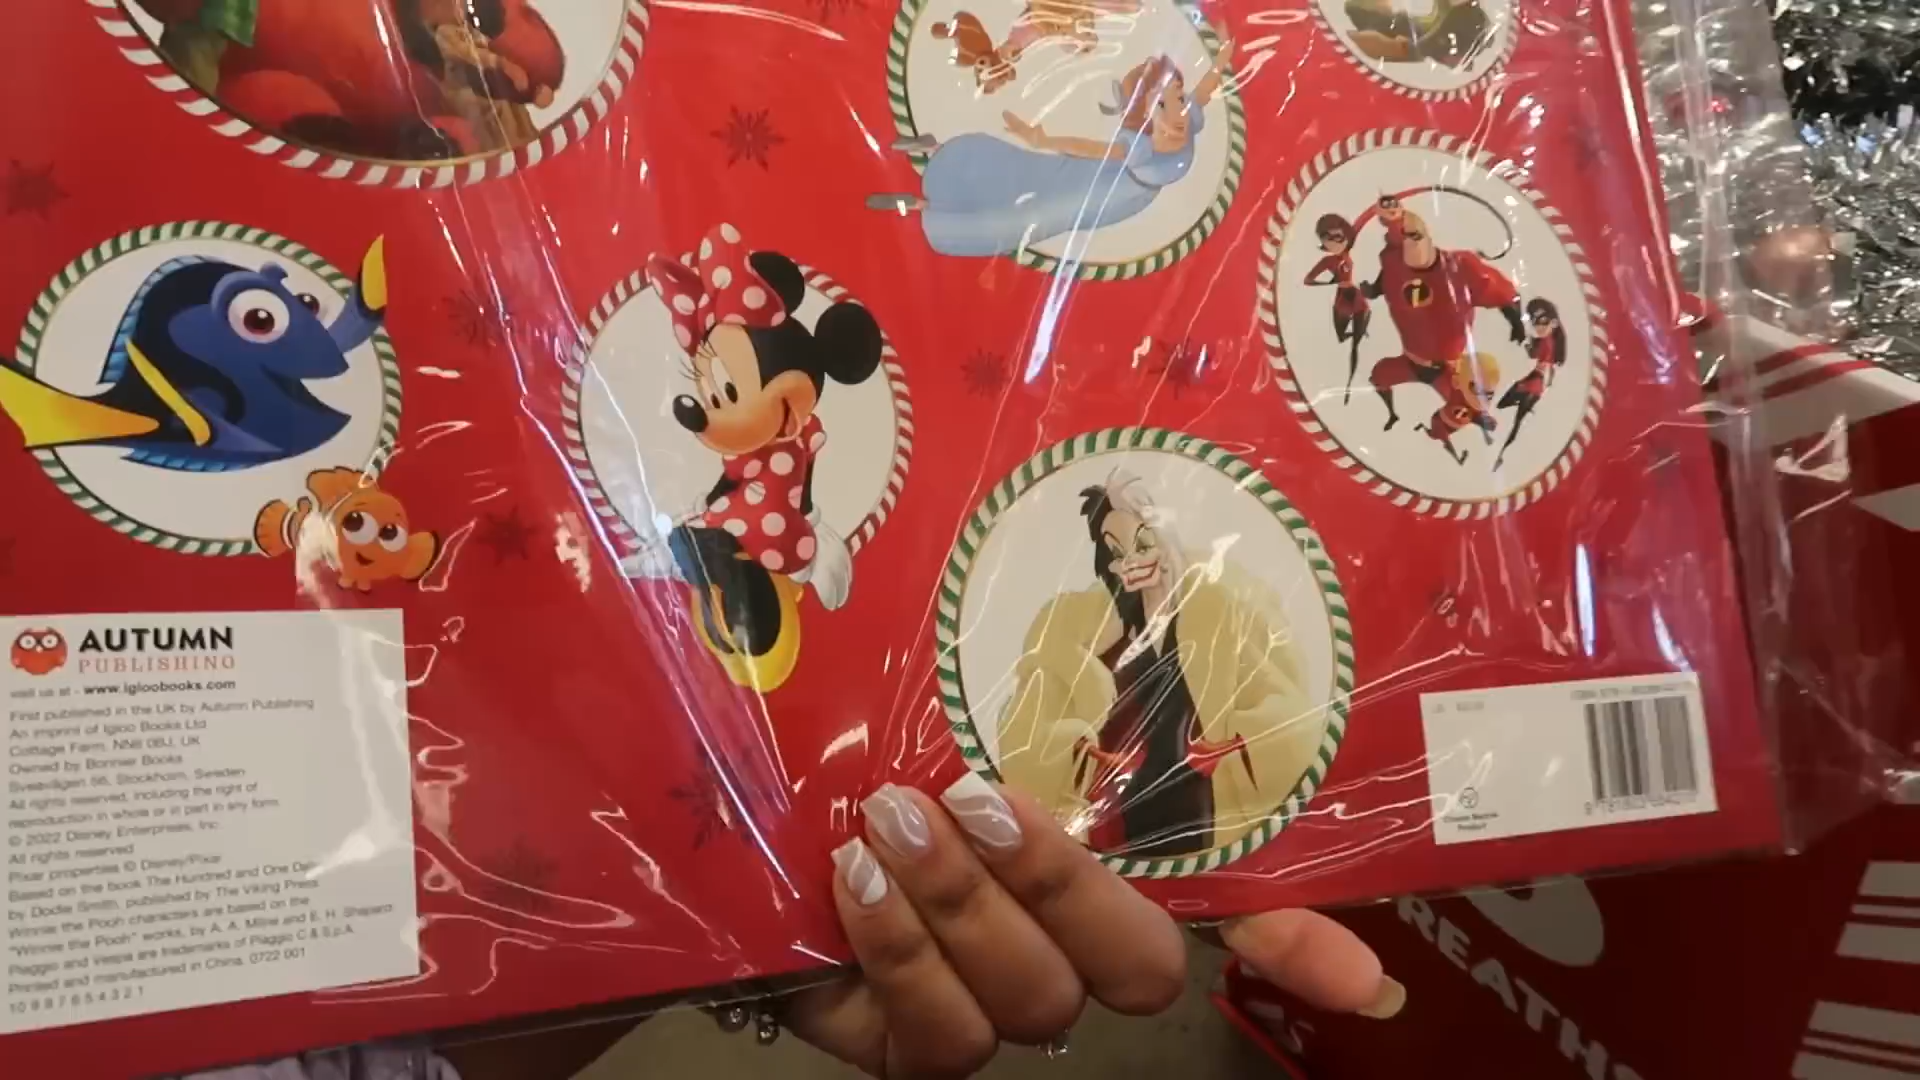 AUTUMN
PUBLISHING
visit us at - www.igloobooks.com
First published in the UK by Autumn Publishing
An imprint of Igloo Books Ltd
Cottage Farm, NN6 0BJ, UK
Owned by Bonnier Books
Sveavägen 56, Stockholm, Sweden
All rights reserved, including the right of
reproduction in whole or in part in any form.
© 2022 Disney Enterprises, Inc.
All rights reserved
Pixar properties © Disney/Pixar
Based on the book The Hundred and One
by Dodie Smith, published by The Viking Press
Winnie the Pooh characters are based on the
"Winnie the Pooh" works, by A. A. Milne and E. H. Shepard
Piaggio and Vespa are trademarks of Piaggio C & S.p.A.
Printed and manufactured in China. 0722 001
10 9 8 7 6 5 4 3 2 1
REATH